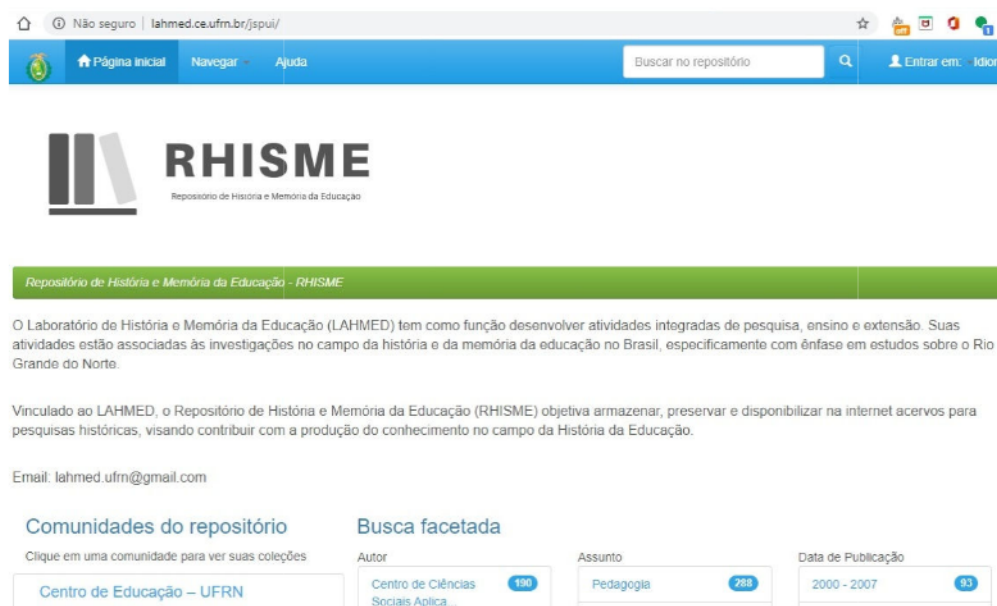 Não seguro | lahmed.ce.ufrn.br/jspui/
Página inicial Navegar Ajuda Buscar no repositório Entrar em: Idior
RHISME
Repositório de História e Memória da Educação
Repositório de História e Memória da Educação - RHISME
O Laboratório de História e Memória da Educação (LAHMED) tem como função desenvolver atividades integradas de pesquisa, ensino e extensão. Suas
atividades estão associadas às investigações no campo da história e da memória da educação no Brasil, especificamente com ênfase em estudos sobre o Rio
Grande do Norte.
Vinculado ao LAHMED, o Repositório de História e Memória da Educação (RHISME) objetiva armazenar, preservar e disponibilizar na internet acervos para
pesquisas históricas, visando contribuir com a produção do conhecimento no campo da História da Educação.
Email: lahmed.ufrn@gmail.com
Comunidades do repositório Busca facetada
Clique em uma comunidade para ver suas coleções Autor Assunto Data de Publicação
Centro de Educação – UFRN Centro de Ciências 190 Pedagogia 288 2000 - 2007 93
Sociais Aplica...